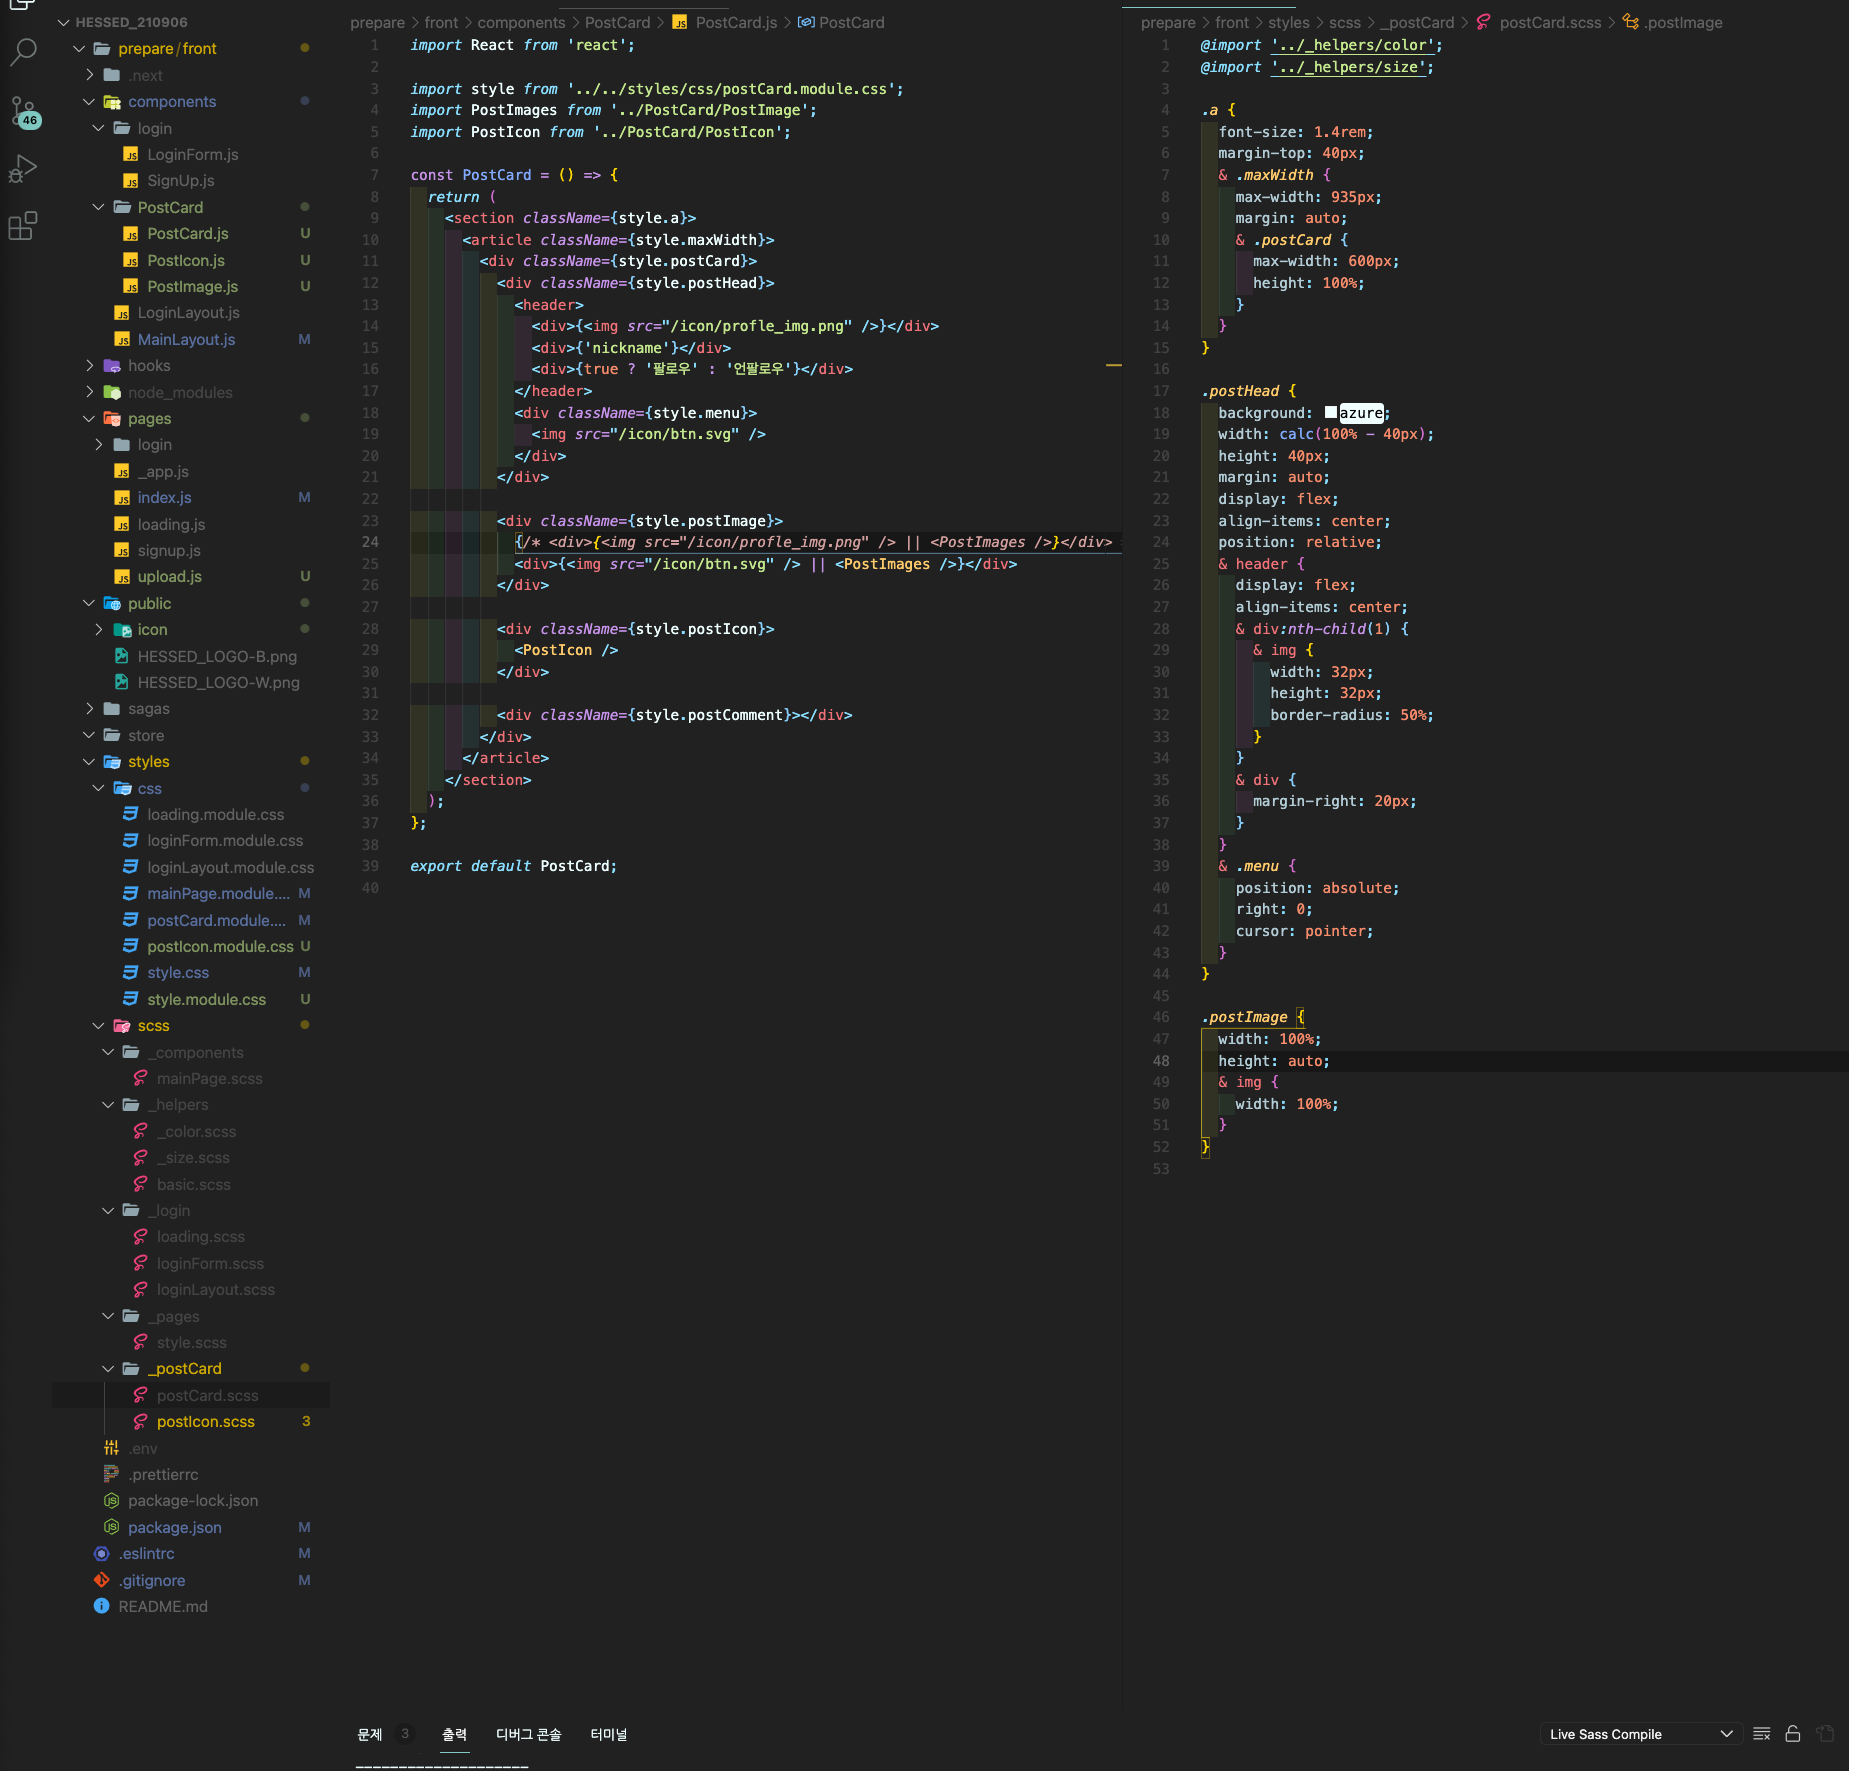 HESSED_210906
prepare/front
.next
components
login
LoginForm.js
SignUp.js
PostCard
PostCard.js U
PostIcon.js U
PostImage.js U
LoginLayout.js
MainLayout.js M
hooks
node_modules
pages
login
_app.js
index.js M
loading.js
signup.js
upload.js U
public
icon
HESSED_LOGO-B.png
HESSED_LOGO-W.png
sagas
store
styles
css
loading.module.css
loginForm.module.css
loginLayout.module.css
mainPage.module.... M
postCard.module.... M
postIcon.module.css U
style.css M
style.module.css U
scss
_components
mainPage.scss
_helpers
_color.scss
_size.scss
basic.scss
_login
loading.scss
loginForm.scss
loginLayout.scss
_pages
style.scss
_postCard
postCard.scss
postIcon.scss 3
.env
.prettierrc
package-lock.json
package.json M
.eslintrc M
.gitignore M
README.md
46
prepare > front > components > PostCard > PostCard.js > PostCard
1 import React from 'react';
2
3 import style from '../../styles/css/postCard.module.css';
4 import PostImages from '../PostCard/PostImage';
5 import PostIcon from '../PostCard/PostIcon';
6
7 const PostCard = () => {
8 return (
9 <section className={style.a}>
10 <article className={style.maxWidth}>
11 <div className={style.postCard}>
12 <div className={style.postHead}>
13 <header>
14 <div>{<img src="/icon/profle_img.png" />}</div>
15 <div>{'nickname'}</div>
16 <div>{true ? '팔로우' : '언팔로우'}</div>
17 </header>
18 <div className={style.menu}>
19 <img src="/icon/btn.svg" />
20 </div>
21 </div>
22
23 <div className={style.postImage}>
24 {/* <div>{<img src="/icon/profle_img.png" /> || <PostImages />}</div>
25 <div>{<img src="/icon/btn.svg" /> || <PostImages />}</div>
26 </div>
27
28 <div className={style.postIcon}>
29 <PostIcon />
30 </div>
31
32 <div className={style.postComment}></div>
33 </div>
34 </article>
35 </section>
36 );
37 };
38
39 export default PostCard;
40
prepare > front > styles > scss > _postCard > postCard.scss > .postImage
1 @import '../_helpers/color';
2 @import '../_helpers/size';
3
4 .a {
5 font-size: 1.4rem;
6 margin-top: 40px;
7 & .maxWidth {
8 max-width: 935px;
9 margin: auto;
10 & .postCard {
11 max-width: 600px;
12 height: 100%;
13 }
14 }
15 }
16
17 .postHead {
18 background: azure;
19 width: calc(100% - 40px);
20 height: 40px;
21 margin: auto;
22 display: flex;
23 align-items: center;
24 position: relative;
25 & header {
26 display: flex;
27 align-items: center;
28 & div:nth-child(1) {
29 & img {
30 width: 32px;
31 height: 32px;
32 border-radius: 50%;
33 }
34 }
35 & div {
36 margin-right: 20px;
37 }
38 }
39 & .menu {
40 position: absolute;
41 right: 0;
42 cursor: pointer;
43 }
44 }
45
46 .postImage {
47 width: 100%;
48 height: auto;
49 & img {
50 width: 100%;
51 }
52 }
53
문제 3 출력 디버그 콘솔 터미널
Live Sass Compile
--------------------